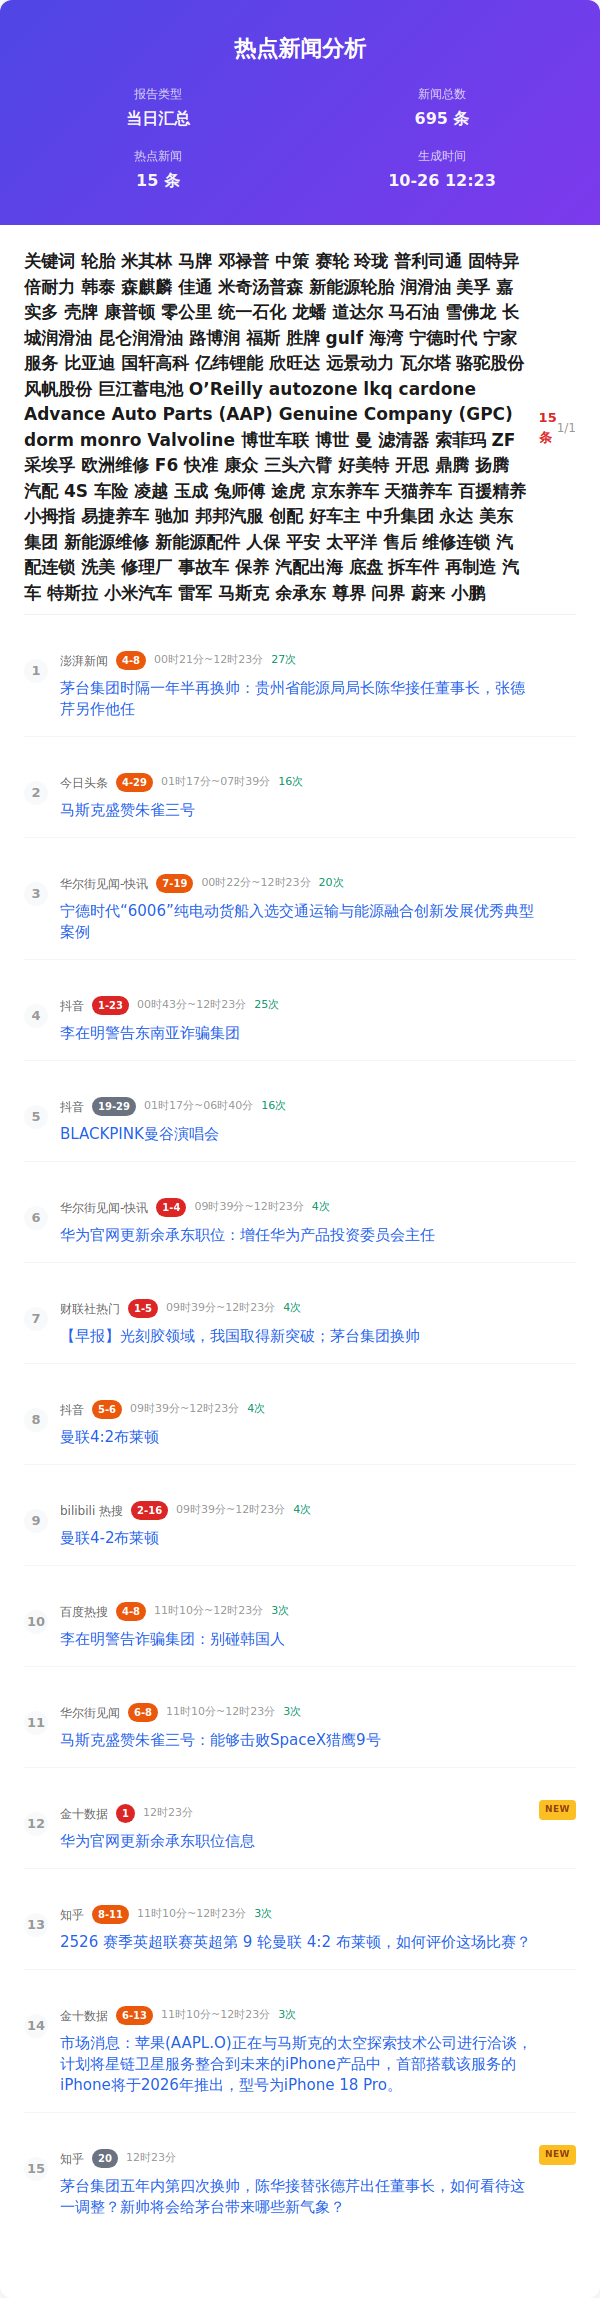 热点新闻分析
报告类型
当日汇总
新闻总数
695 条
热点新闻
15 条
生成时间
10-26 12:23
关键词 轮胎 米其林 马牌 邓禄普 中策 赛轮 玲珑 普利司通 固特异
倍耐力 韩泰 森麒麟 佳通 米奇汤普森 新能源轮胎 润滑油 美孚 嘉
实多 壳牌 康普顿 零公里 统一石化 龙蟠 道达尔 马石油 雪佛龙 长
城润滑油 昆仑润滑油 路博润 福斯 胜牌 gulf 海湾 宁德时代 宁家
服务 比亚迪 国轩高科 亿纬锂能 欣旺达 远景动力 瓦尔塔 骆驼股份
风帆股份 巨江蓄电池 O’Reilly autozone lkq cardone
Advance Auto Parts (AAP) Genuine Company (GPC)
dorm monro Valvoline 博世车联 博世 曼 滤清器 索菲玛 ZF
采埃孚 欧洲维修 F6 快准 康众 三头六臂 好美特 开思 鼎腾 扬腾
汽配 4S 车险 凌越 玉成 兔师傅 途虎 京东养车 天猫养车 百援精养
小拇指 易捷养车 驰加 邦邦汽服 创配 好车主 中升集团 永达 美东
集团 新能源维修 新能源配件 人保 平安 太平洋 售后 维修连锁 汽
配连锁 洗美 修理厂 事故车 保养 汽配出海 底盘 拆车件 再制造 汽
车 特斯拉 小米汽车 雷军 马斯克 余承东 尊界 问界 蔚来 小鹏
15
条
1/1
1
澎湃新闻 4-8 00时21分~12时23分 27次
茅台集团时隔一年半再换帅：贵州省能源局局长陈华接任董事长，张德
芹另作他任
2
今日头条 4-29 01时17分~07时39分 16次
马斯克盛赞朱雀三号
3
华尔街见闻-快讯 7-19 00时22分~12时23分 20次
宁德时代“6006”纯电动货船入选交通运输与能源融合创新发展优秀典型
案例
4
抖音 1-23 00时43分~12时23分 25次
李在明警告东南亚诈骗集团
5
抖音 19-29 01时17分~06时40分 16次
BLACKPINK曼谷演唱会
6
华尔街见闻-快讯 1-4 09时39分~12时23分 4次
华为官网更新余承东职位：增任华为产品投资委员会主任
7
财联社热门 1-5 09时39分~12时23分 4次
【早报】光刻胶领域，我国取得新突破；茅台集团换帅
8
抖音 5-6 09时39分~12时23分 4次
曼联4:2布莱顿
9
bilibili 热搜 2-16 09时39分~12时23分 4次
曼联4-2布莱顿
10
百度热搜 4-8 11时10分~12时23分 3次
李在明警告诈骗集团：别碰韩国人
11
华尔街见闻 6-8 11时10分~12时23分 3次
马斯克盛赞朱雀三号：能够击败SpaceX猎鹰9号
12
金十数据 1 12时23分
NEW
华为官网更新余承东职位信息
13
知乎 8-11 11时10分~12时23分 3次
2526 赛季英超联赛英超第 9 轮曼联 4:2 布莱顿，如何评价这场比赛？
14
金十数据 6-13 11时10分~12时23分 3次
市场消息：苹果(AAPL.O)正在与马斯克的太空探索技术公司进行洽谈，
计划将星链卫星服务整合到未来的iPhone产品中，首部搭载该服务的
iPhone将于2026年推出，型号为iPhone 18 Pro。
15
知乎 20 12时23分
NEW
茅台集团五年内第四次换帅，陈华接替张德芹出任董事长，如何看待这
一调整？新帅将会给茅台带来哪些新气象？